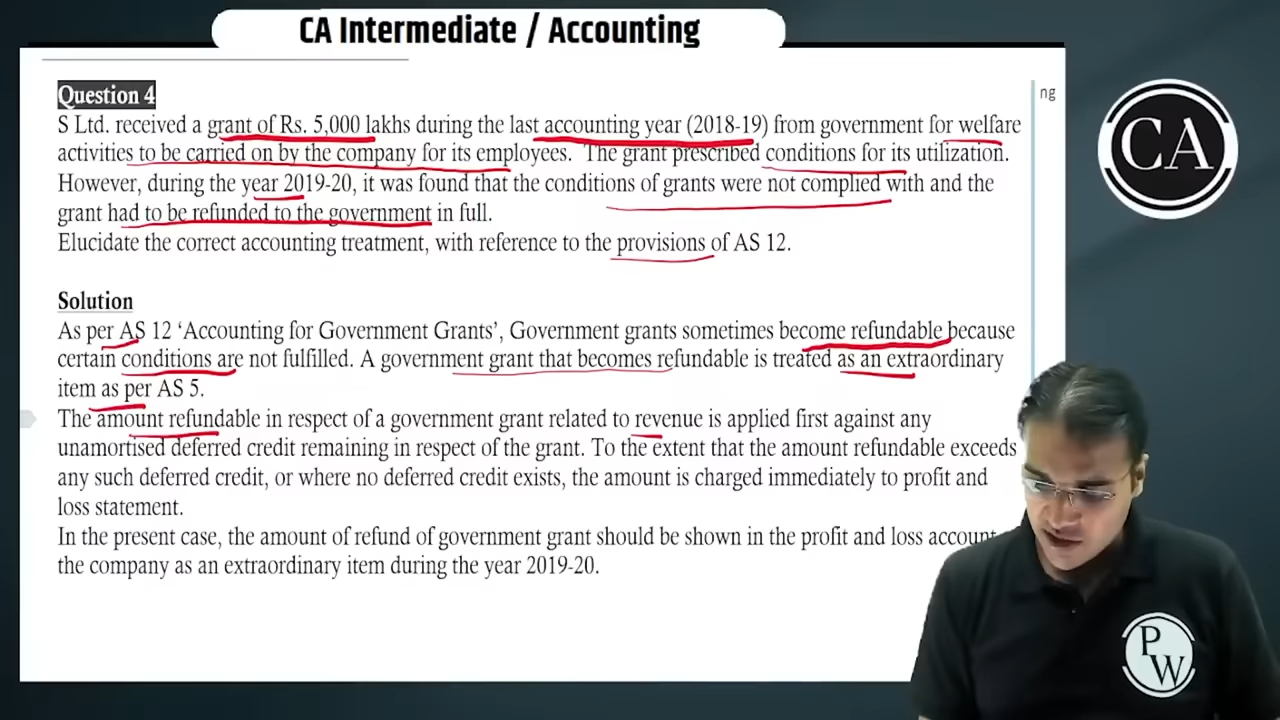 CA Intermediate / Accounting
ng
CA
Question 4
S Ltd. received a grant of Rs. 5,000 lakhs during the last accounting year (2018-19) from government for welfare
activities to be carried on by the company for its employees. The grant prescribed conditions for its utilization.
However, during the year 2019-20, it was found that the conditions of grants were not complied with and the
grant had to be refunded to the government in full.
Elucidate the correct accounting treatment, with reference to the provisions of AS 12.
Solution
As per AS 12 ‘Accounting for Government Grants’, Government grants sometimes become refundable because
certain conditions are not fulfilled. A government grant that becomes refundable is treated as an extraordinary
item as per AS 5.
The amount refundable in respect of a government grant related to revenue is applied first against any
unamortised deferred credit remaining in respect of the grant. To the extent that the amount refundable exceeds
any such deferred credit, or where no deferred credit exists, the amount is charged immediately to profit and
loss statement.
In the present case, the amount of refund of government grant should be shown in the profit and loss account
the company as an extraordinary item during the year 2019-20.
P
W